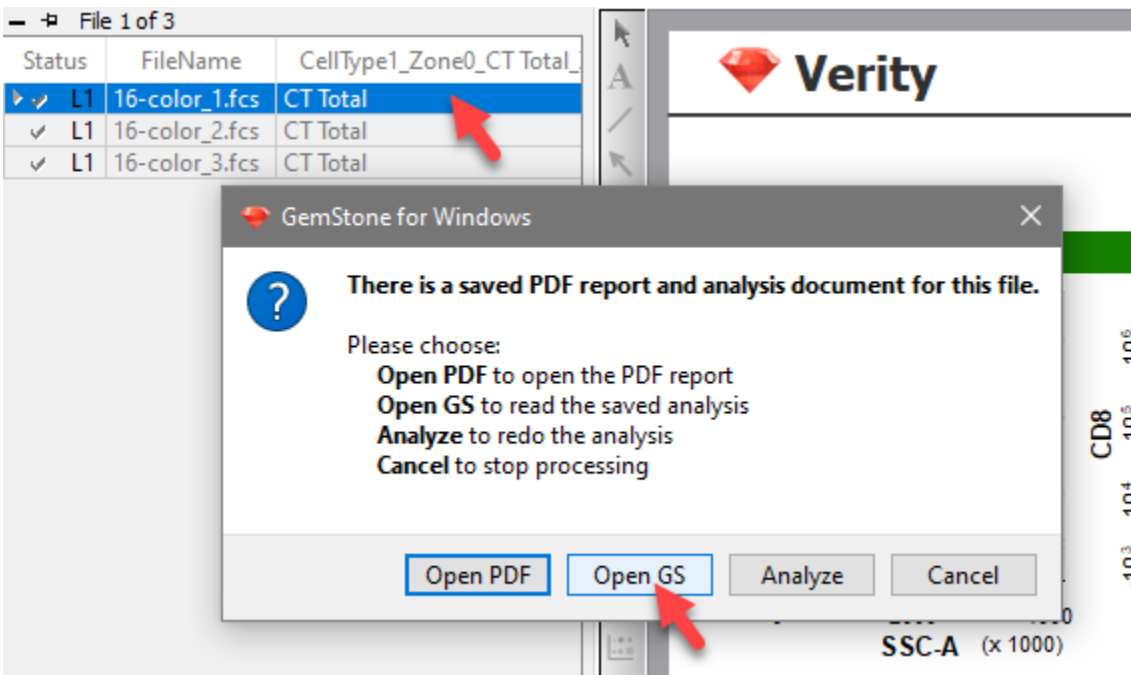 File 1 of 3
Status FileName CellType1_Zone0_CT Total_
L1 16-color_1.fcs CT Total
L1 16-color_2.fcs CT Total
L1 16-color_3.fcs CT Total
A
Verity
GemStone for Windows
There is a saved PDF report and analysis document for this file.
Please choose:
Open PDF to open the PDF report
Open GS to read the saved analysis
Analyze to redo the analysis
Cancel to stop processing
Open PDF Open GS Analyze Cancel
CD8
10⁵
10⁴
10³
SSC-A (x 1000)